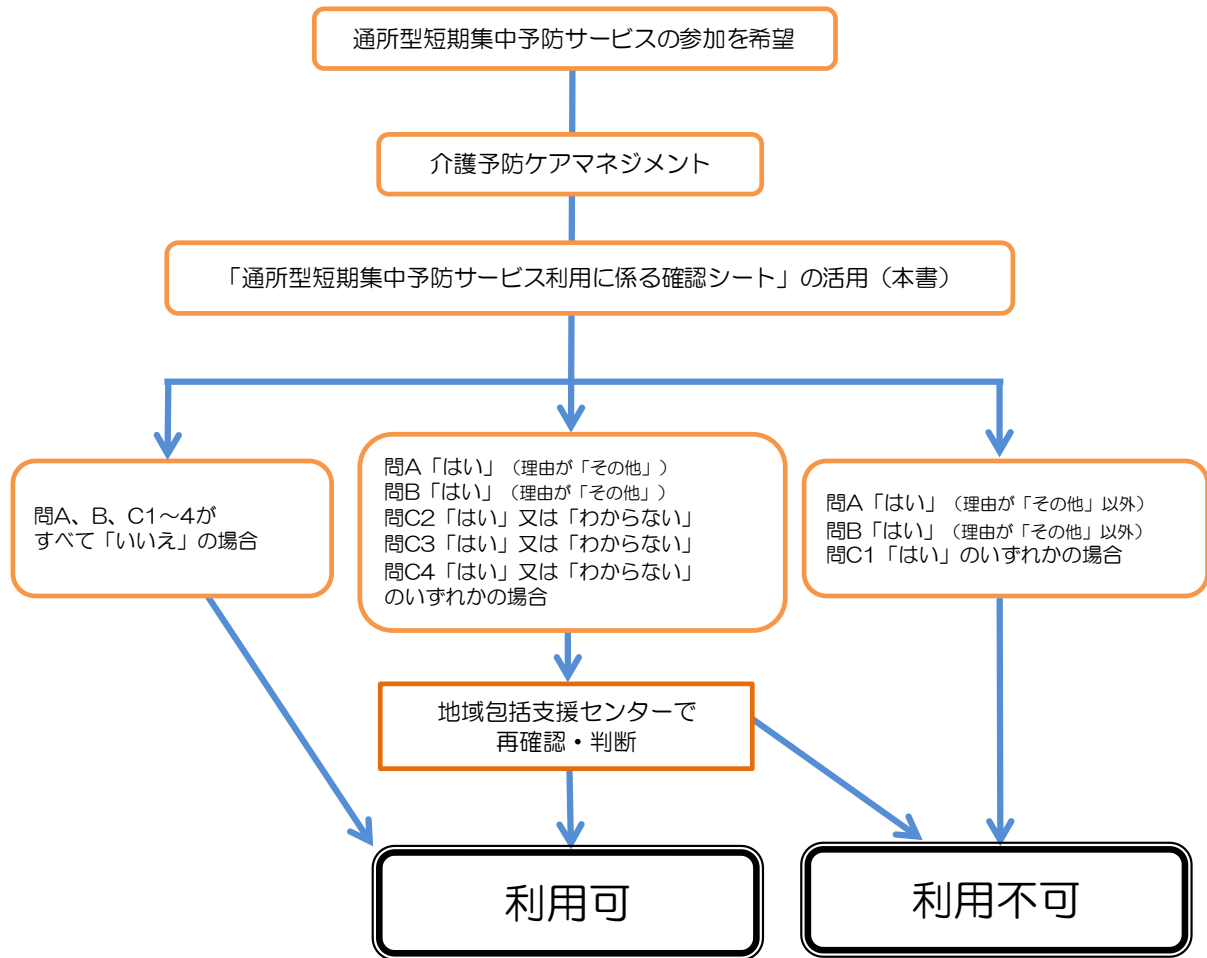 通所型短期集中予防サービスの参加を希望
介護予防ケアマネジメント
「通所型短期集中予防サービス利用に係る確認シート」の活用（本書）
問A、B、C1～4が
すべて「いいえ」の場合
問A「はい」（理由が「その他」）
問B「はい」（理由が「その他」）
問C2「はい」又は「わからない」
問C3「はい」又は「わからない」
問C4「はい」又は「わからない」
のいずれかの場合
問A「はい」（理由が「その他」以外）
問B「はい」（理由が「その他」以外）
問C1「はい」のいずれかの場合
地域包括支援センターで
再確認・判断
利用可
利用不可